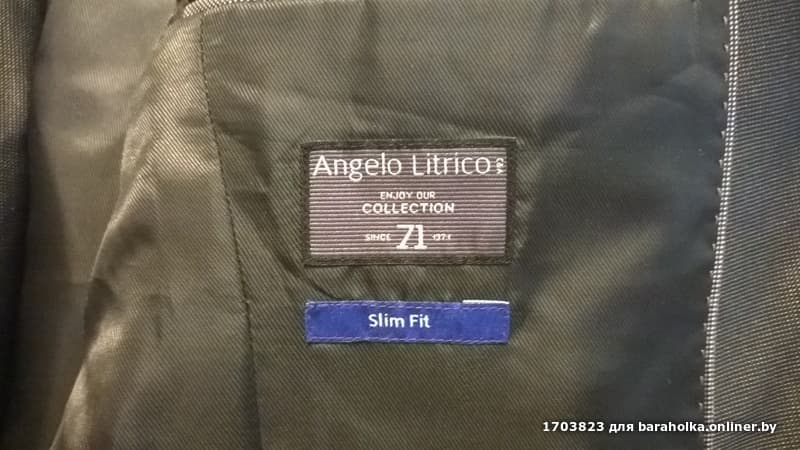 Angelo Litrico C&A
ENJOY OUR
COLLECTION
SINCE 71 1971
Slim Fit
1703823 для baraholka.onliner.by